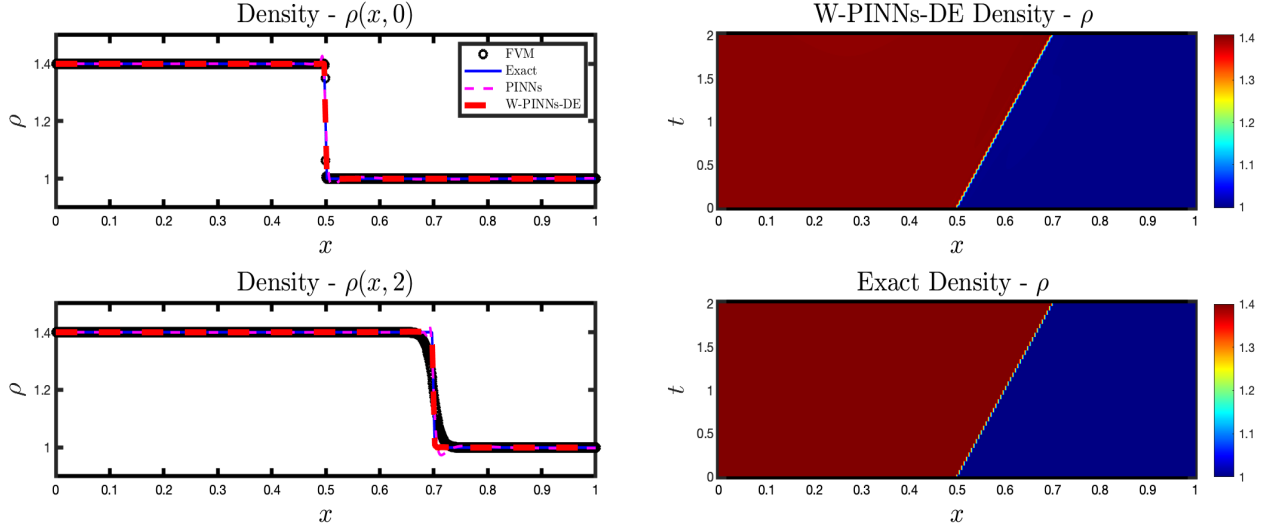 Density - ρ(x, 0)
1.4
1.2
1
ρ
FVM
Exact
PINNs
W-PINNs-DE
0 0.1 0.2 0.3 0.4 0.5 0.6 0.7 0.8 0.9 1
x
W-PINNs-DE Density - ρ
2
1.5
1
0.5
0
t
0 0.1 0.2 0.3 0.4 0.5 0.6 0.7 0.8 0.9 1
x
1.4
1.3
1.2
1.1
1
Density - ρ(x, 2)
1.4
1.2
1
ρ
0 0.1 0.2 0.3 0.4 0.5 0.6 0.7 0.8 0.9 1
x
Exact Density - ρ
2
1.5
1
0.5
0
t
0 0.1 0.2 0.3 0.4 0.5 0.6 0.7 0.8 0.9 1
x
1.4
1.3
1.2
1.1
1